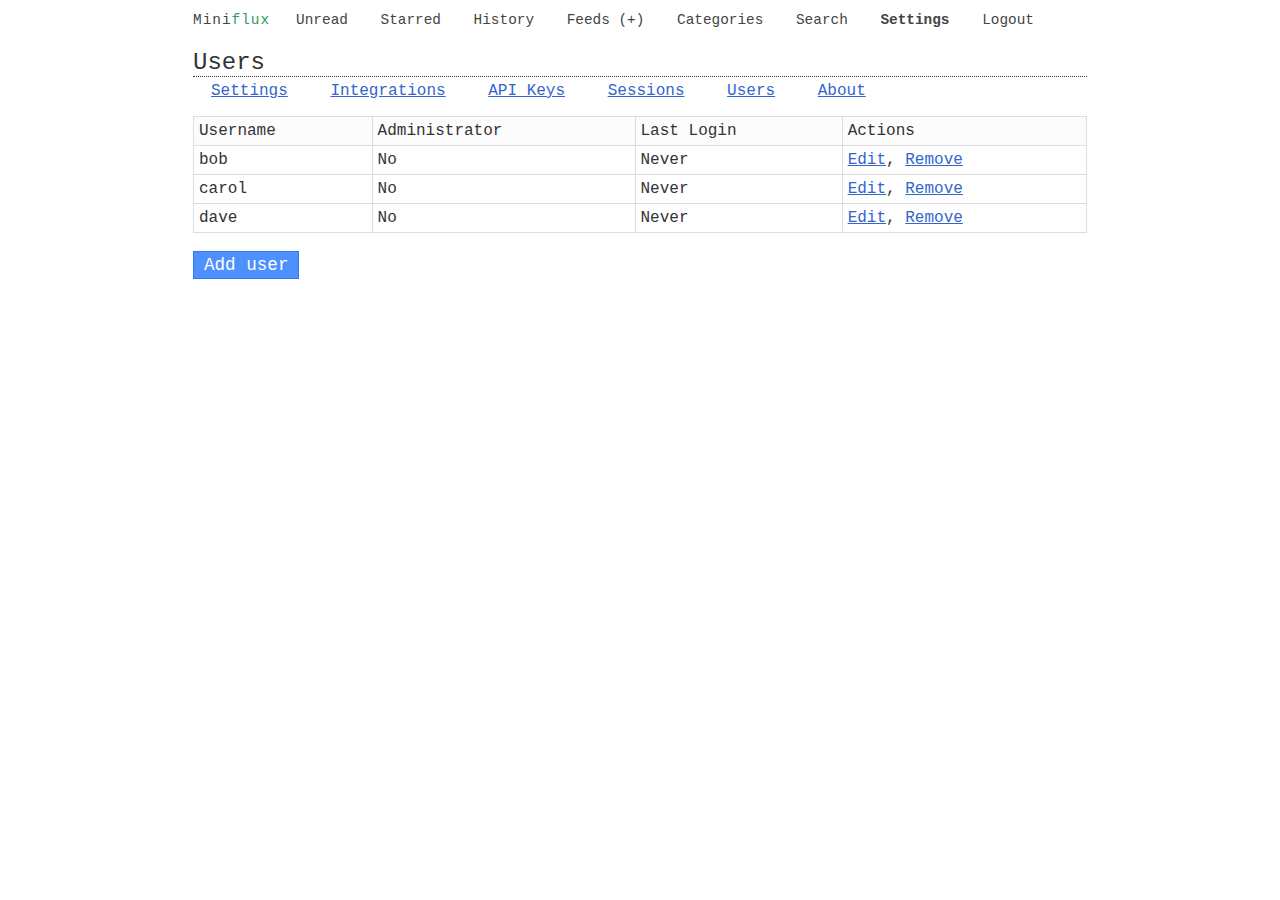 Miniflux Unread Starred History Feeds (+) Categories Search Settings Logout
Users
Settings Integrations API Keys Sessions Users About
Username Administrator Last Login Actions
bob No Never Edit, Remove
carol No Never Edit, Remove
dave No Never Edit, Remove
Add user